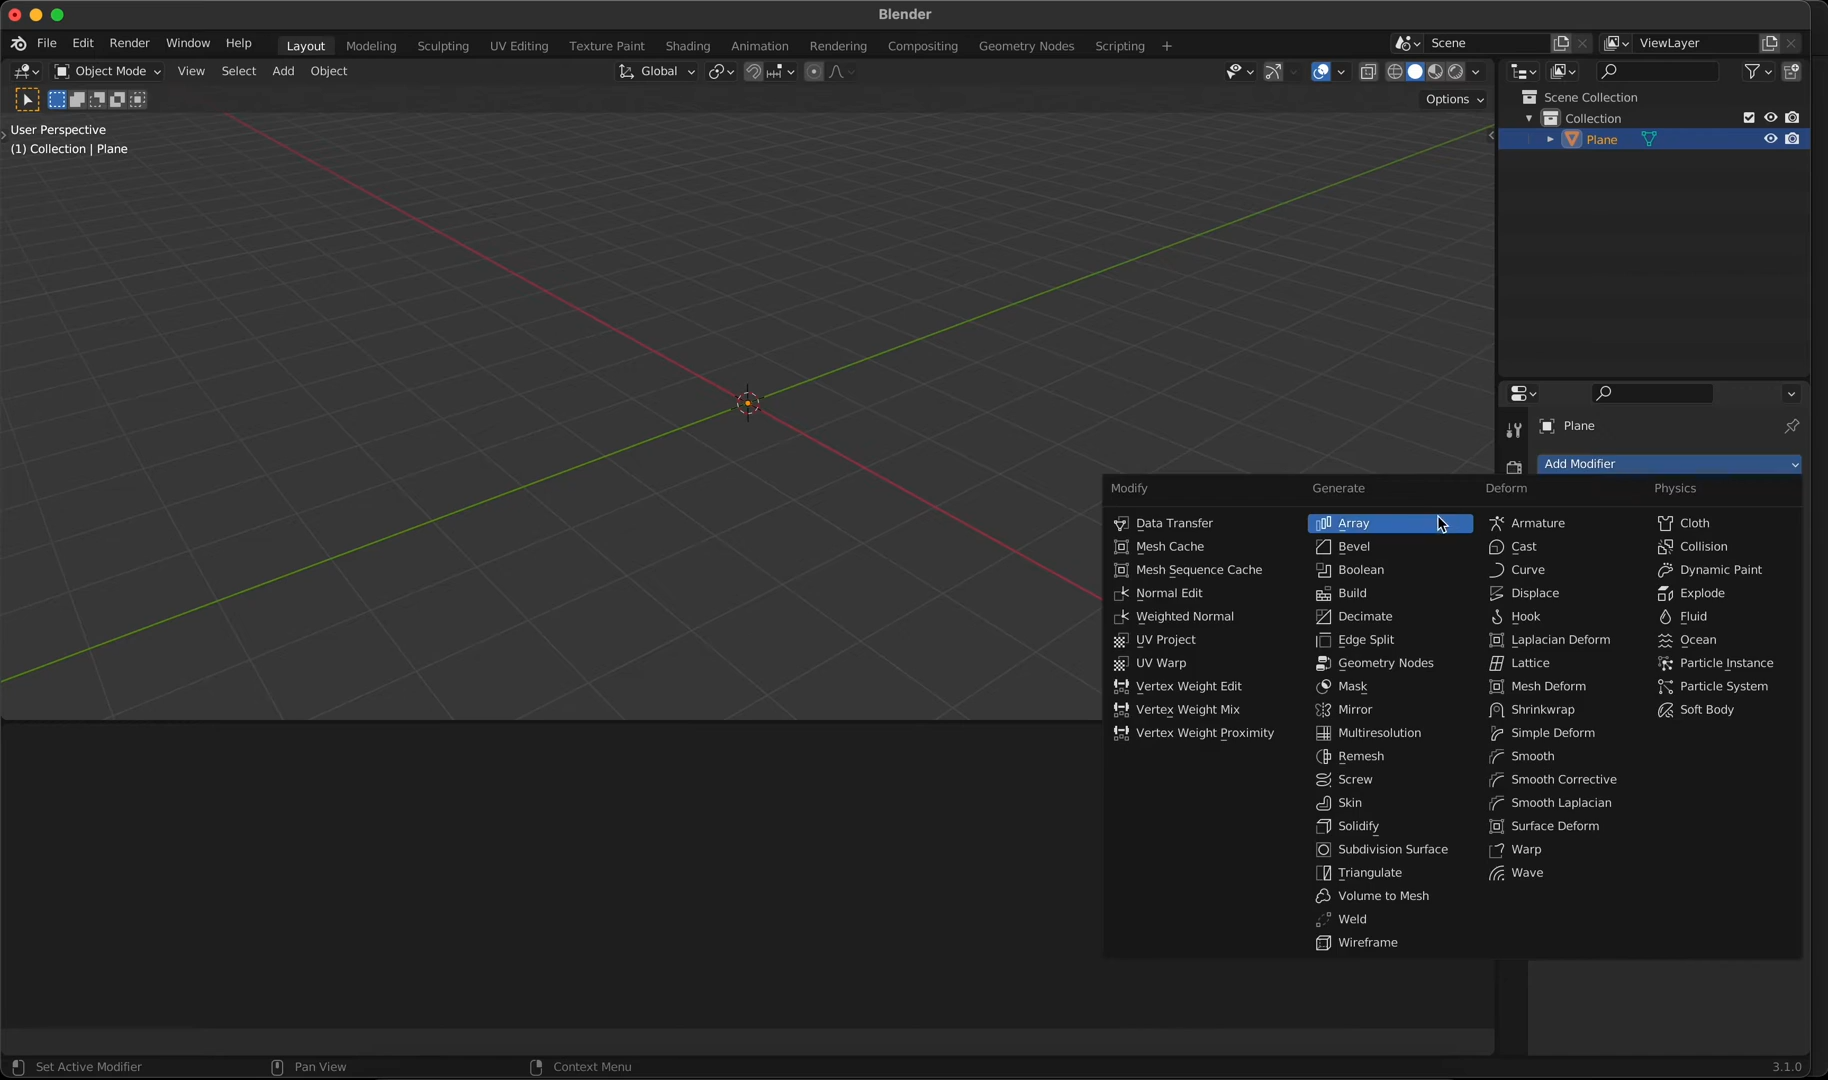 Blender
File Edit Render Window Help Layout Modeling Sculpting UV Editing Texture Paint Shading Animation Rendering Compositing Geometry Nodes Scripting + Scene ViewLayer
Object Mode View Select Add Object Global
Options
User Perspective
(1) Collection | Plane
Scene Collection
Collection
Plane
Plane
Add Modifier
Modify Generate Deform Physics
Data Transfer Array Armature Cloth
Mesh Cache Bevel Cast Collision
Mesh Sequence Cache Boolean Curve Dynamic Paint
Normal Edit Build Displace Explode
Weighted Normal Decimate Hook Fluid
UV Project Edge Split Laplacian Deform Ocean
UV Warp Geometry Nodes Lattice Particle Instance
Vertex Weight Edit Mask Mesh Deform Particle System
Vertex Weight Mix Mirror Shrinkwrap Soft Body
Vertex Weight Proximity Multiresolution Simple Deform
Remesh Smooth
Screw Smooth Corrective
Skin Smooth Laplacian
Solidify Surface Deform
Subdivision Surface Warp
Triangulate Wave
Volume to Mesh
Weld
Wireframe
Set Active Modifier Pan View Context Menu 3.1.0